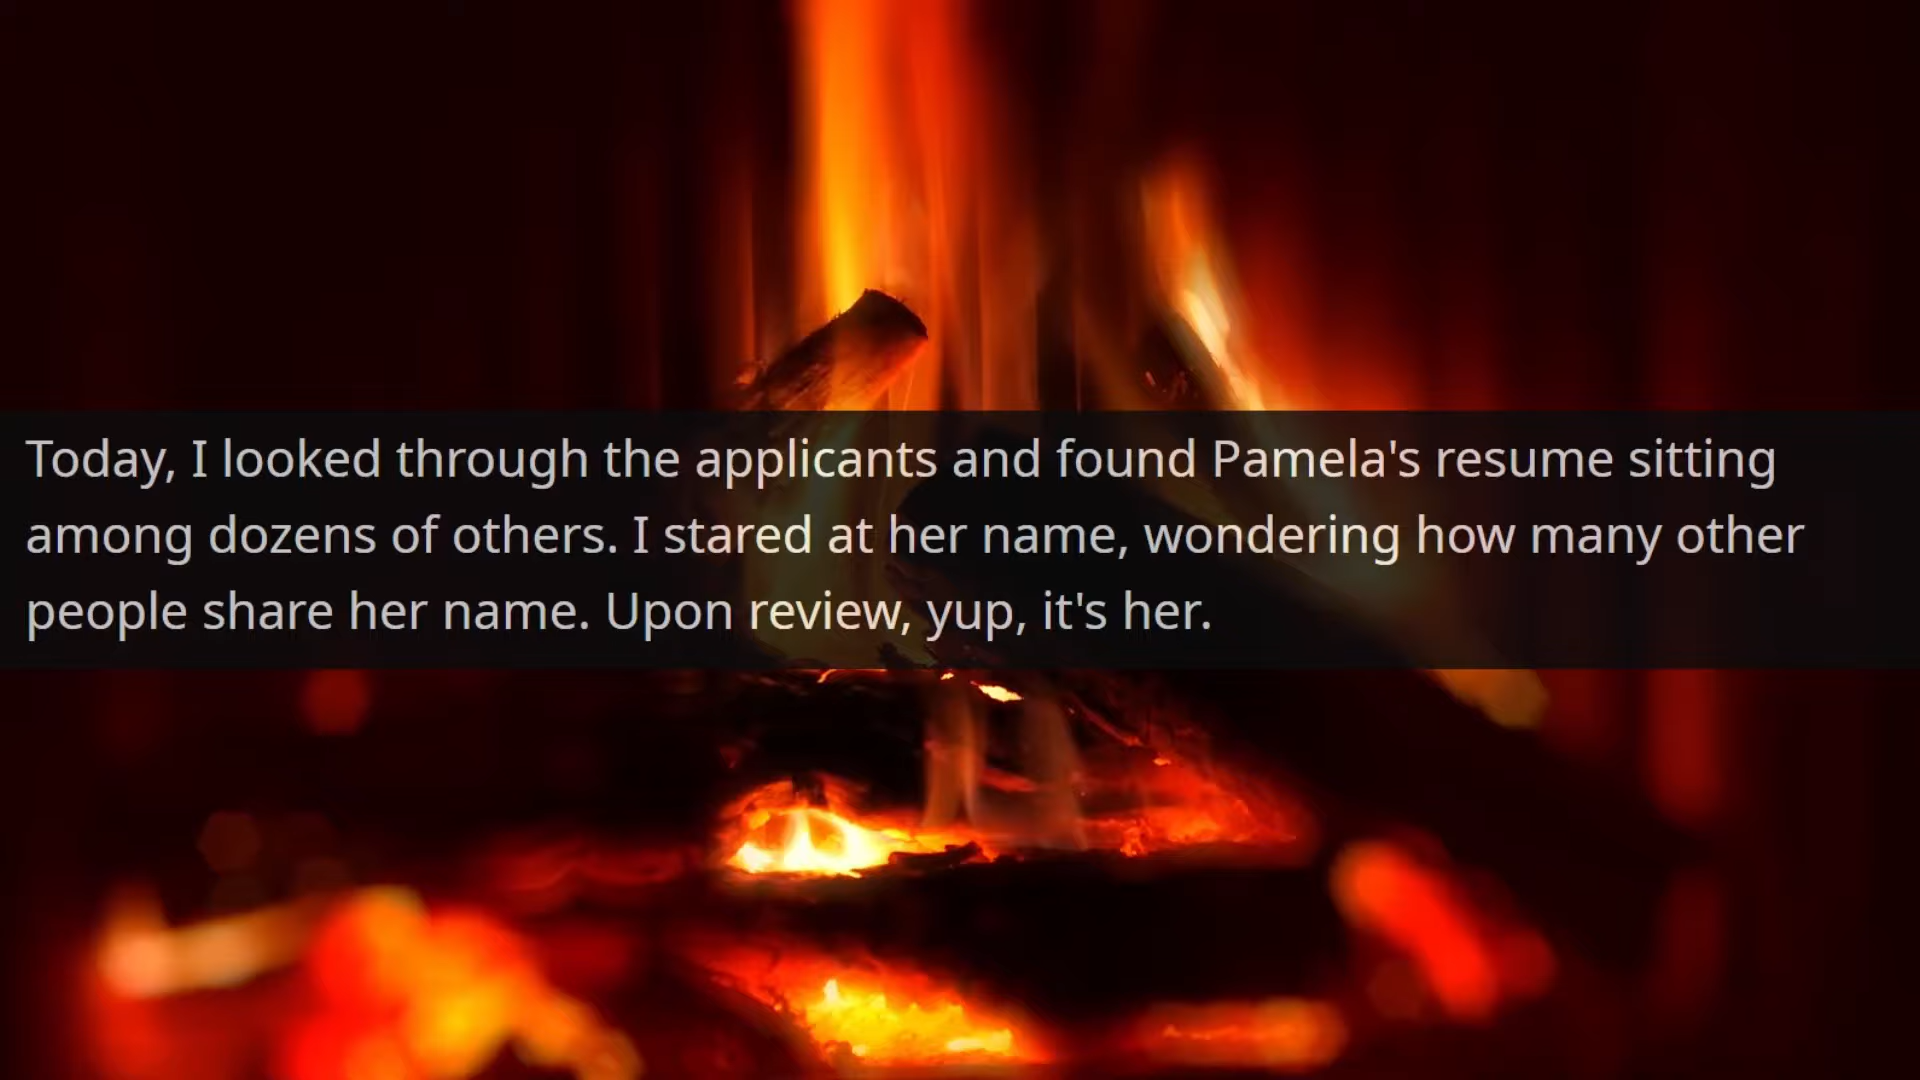 Today, I looked through the applicants and found Pamela's resume sitting
among dozens of others. I stared at her name, wondering how many other
people share her name. Upon review, yup, it's her.